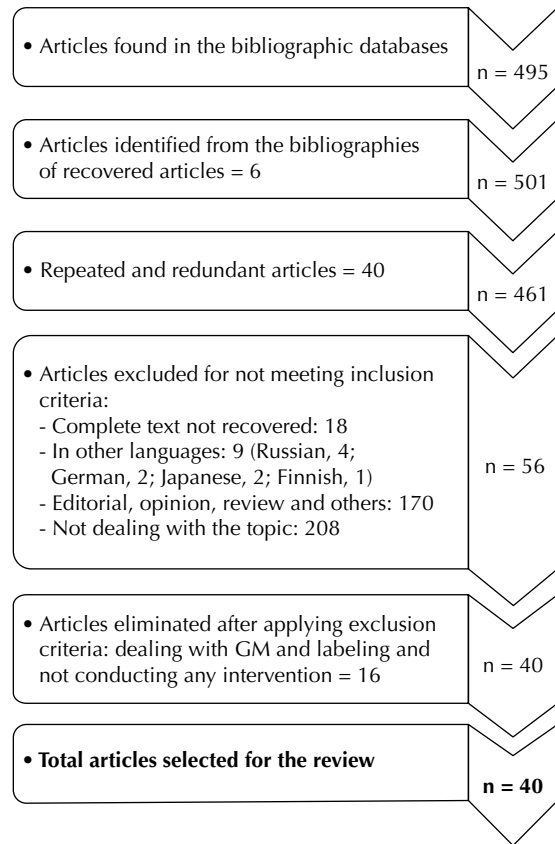 • Articles found in the bibliographic databases
n = 495
• Articles identified from the bibliographies
of recovered articles = 6
n = 501
• Repeated and redundant articles = 40
n = 461
• Articles excluded for not meeting inclusion
criteria:
- Complete text not recovered: 18
- In other languages: 9 (Russian, 4;
German, 2; Japanese, 2; Finnish, 1)
- Editorial, opinion, review and others: 170
- Not dealing with the topic: 208
n = 56
• Articles eliminated after applying exclusion
criteria: dealing with GM and labeling and
not conducting any intervention = 16
n = 40
• Total articles selected for the review
n = 40